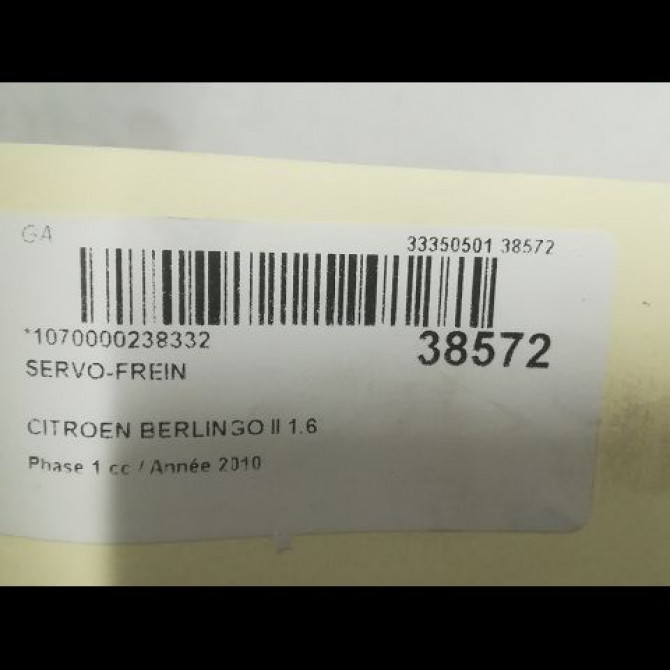 GA
33350501 38572
*1070000238332
38572
SERVO-FREIN
CITROEN BERLINGO II 1.6
Phase 1 cc / Année 2010